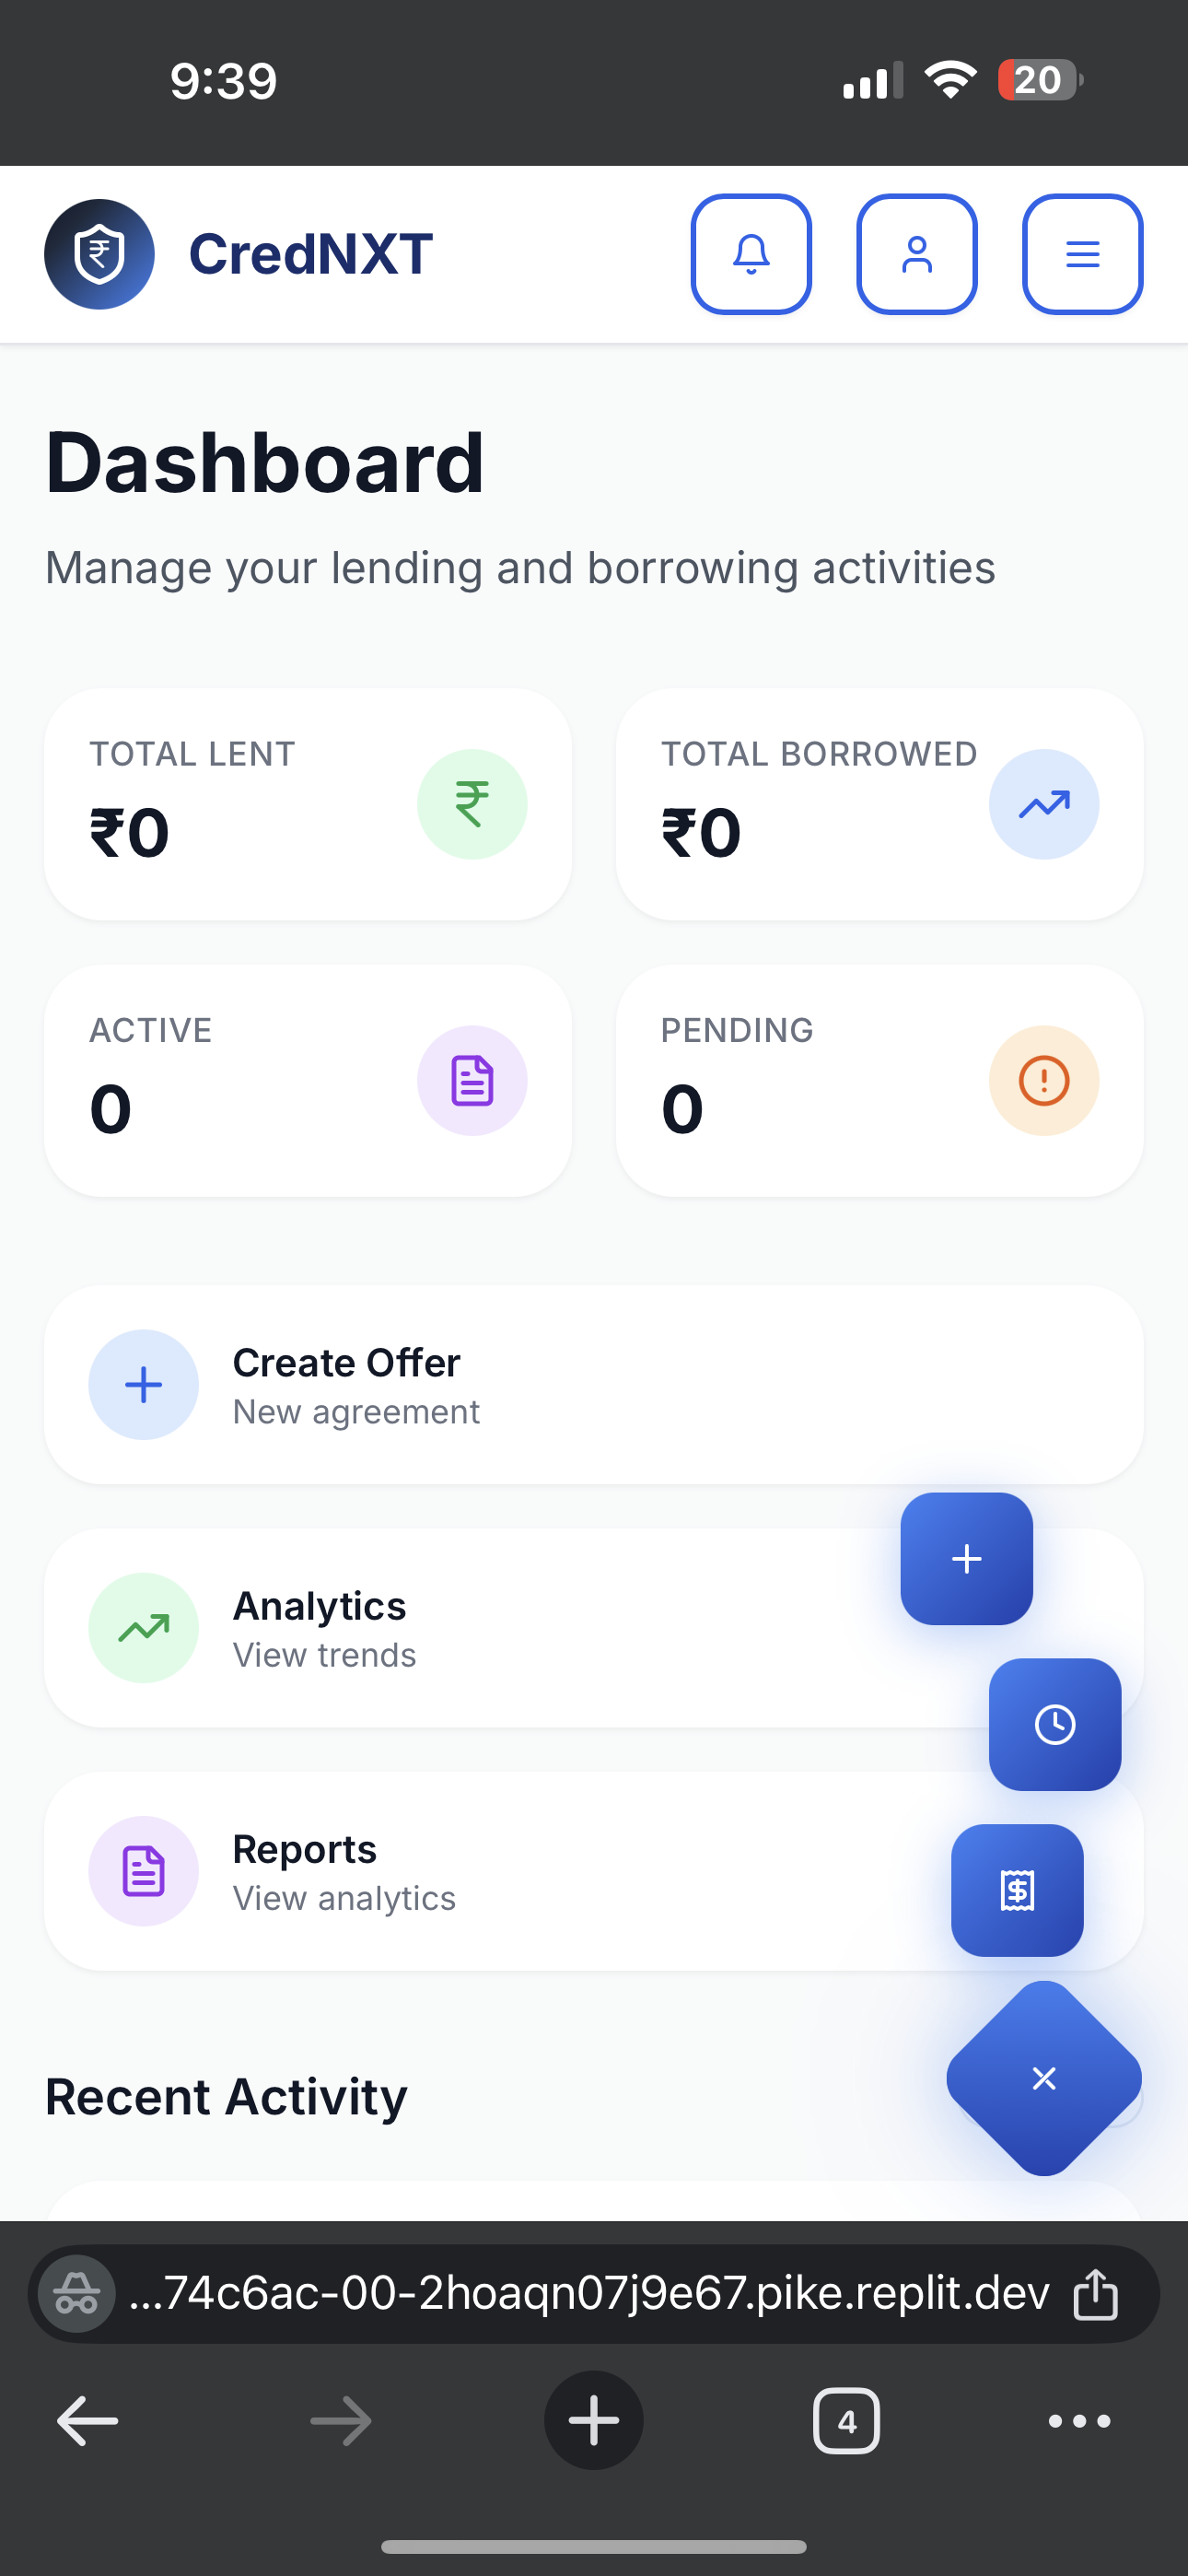 9:39
20
CredNXT
Dashboard
Manage your lending and borrowing activities
TOTAL LENT
₹0
TOTAL BORROWED
₹0
ACTIVE
0
PENDING
0
Create Offer
New agreement
Analytics
View trends
Reports
View analytics
Recent Activity
...74c6ac-00-2hoaqn07j9e67.pike.replit.dev
4